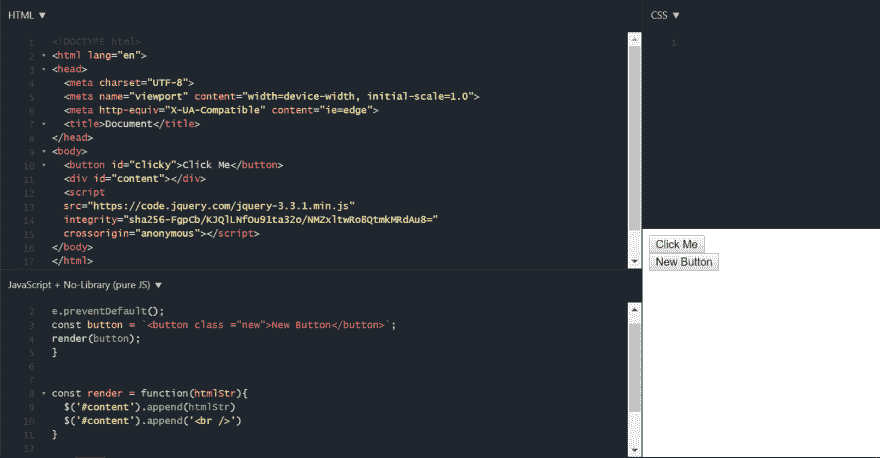 HTML ▼
1 <!DOCTYPE html>
2 <html lang="en">
3 <head>
4 <meta charset="UTF-8">
5 <meta name="viewport" content="width=device-width, initial-scale=1.0">
6 <meta http-equiv="X-UA-Compatible" content="ie=edge">
7 <title>Document</title>
8 </head>
9 <body>
10 <button id="clicky">Click Me</button>
11 <div id="content"></div>
12 <script
13 src="https://code.jquery.com/jquery-3.3.1.min.js"
14 integrity="sha256-FgpCb/KJQlLNfOu91ta32o/NMZxltwRo8QtmkMRdAu8="
15 crossorigin="anonymous"></script>
16 </body>
17 </html>
JavaScript + No-Library (pure JS) ▼
2 e.preventDefault();
3 const button = `<button class ="new">New Button</button>`;
4 render(button);
5 }
6
7
8 const render = function(htmlStr){
9 $('#content').append(htmlStr)
10 $('#content').append('<br />')
11 }
12
CSS ▼
1
Click Me
New Button